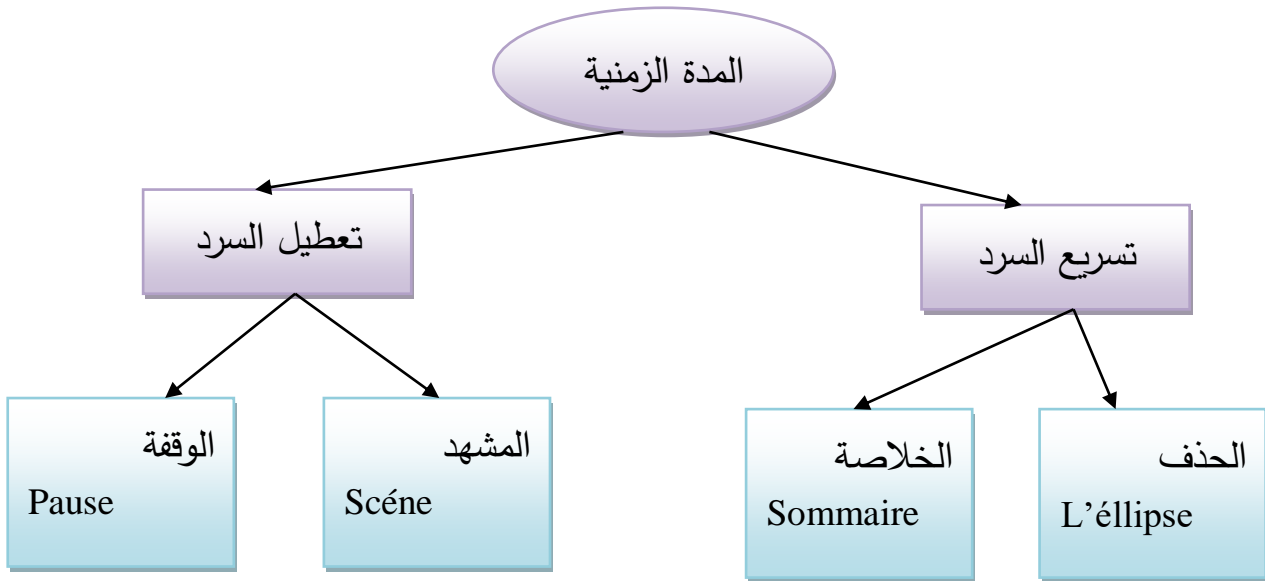 المدة الزمنية
تسريع السرد
تعطيل السرد
الحذف
L’éllipse
الخلاصة
Sommaire
المشهد
Scéne
الوقفة
Pause